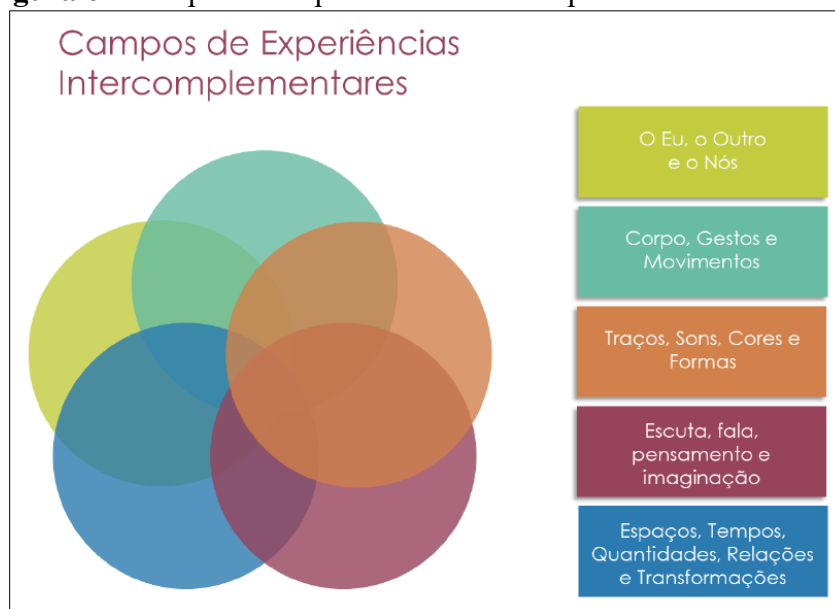 Campos de Experiências
Intercomplementares
O Eu, o Outro
e o Nós
Corpo, Gestos e
Movimentos
Traços, Sons, Cores e
Formas
Escuta, fala,
pensamento e
imaginação
Espaços, Tempos,
Quantidades, Relações
e Transformações